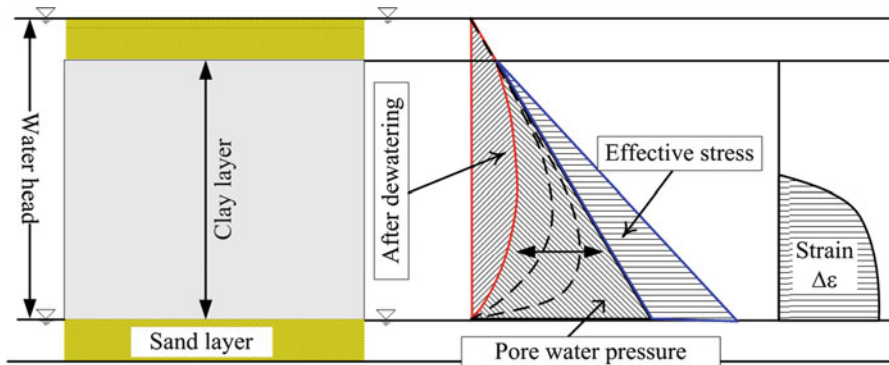 Water head
Clay layer
Sand layer
After dewatering
Effective stress
Pore water pressure
Strain
Δε